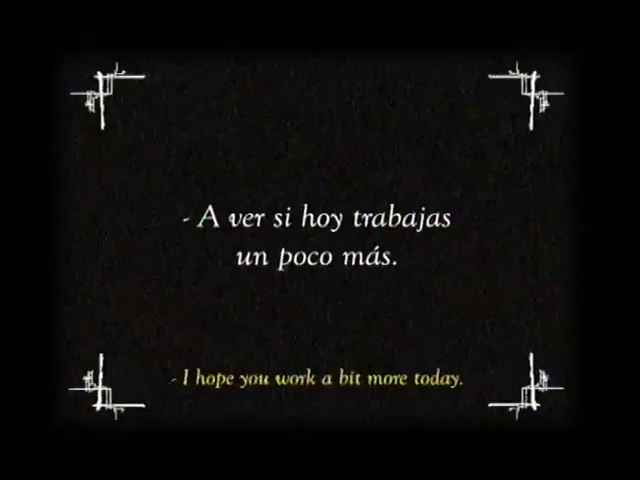 - A ver si hoy trabajas
un poco más.
- I hope you work a bit more today.